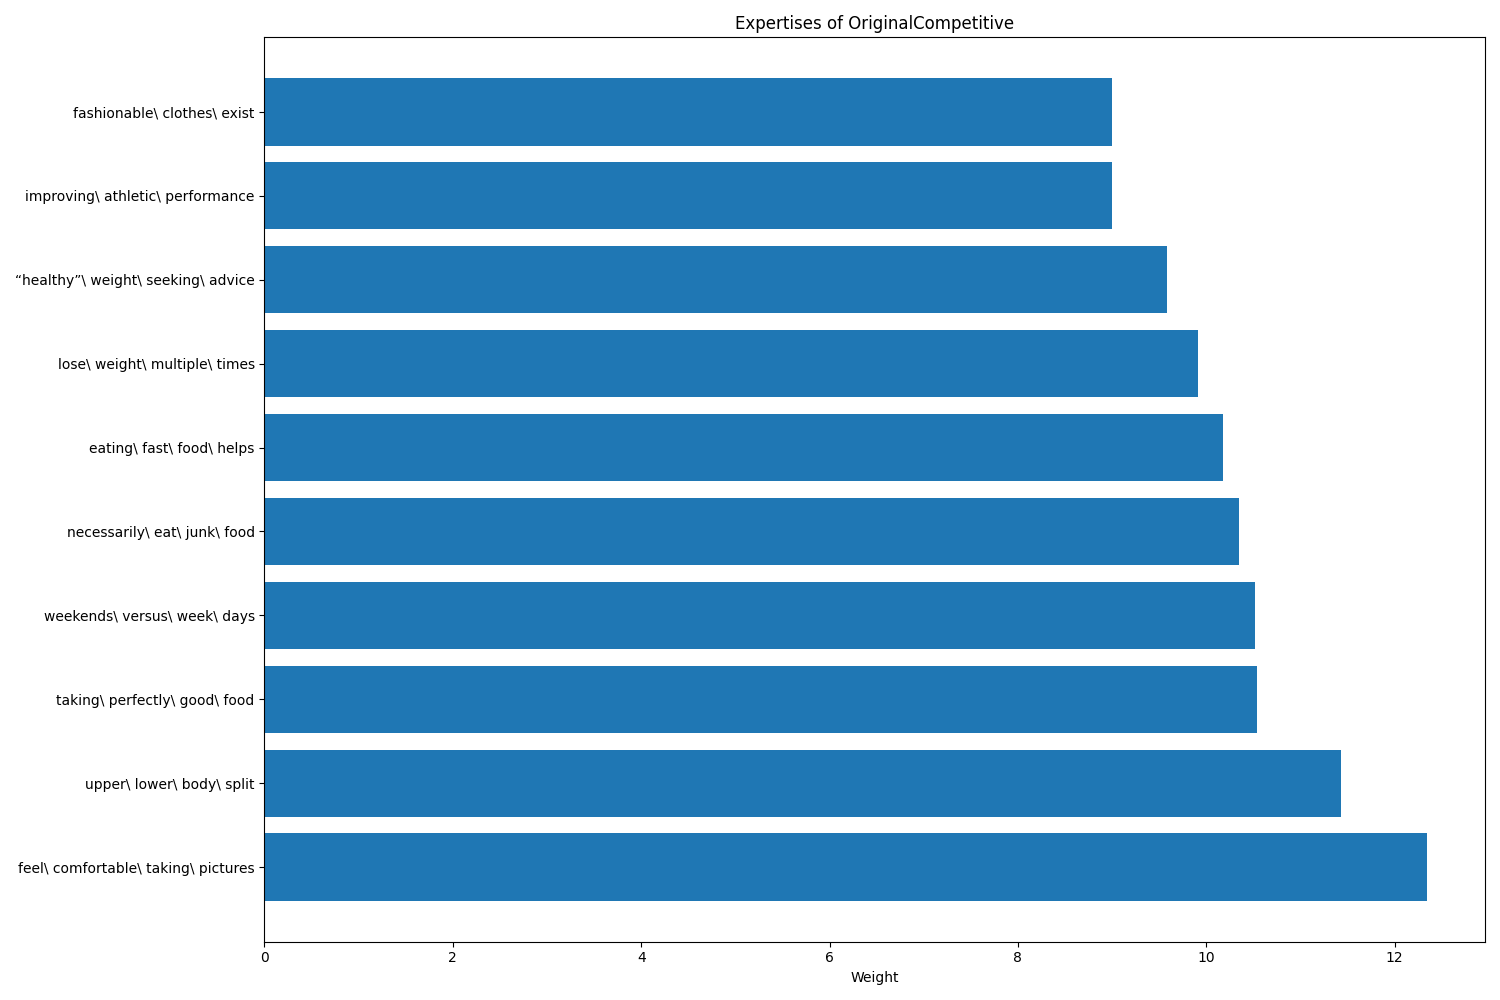 Expertises of OriginalCompetitive
fashionable\ clothes\ exist
improving\ athletic\ performance
“healthy”\ weight\ seeking\ advice
lose\ weight\ multiple\ times
eating\ fast\ food\ helps
necessarily\ eat\ junk\ food
weekends\ versus\ week\ days
taking\ perfectly\ good\ food
upper\ lower\ body\ split
feel\ comfortable\ taking\ pictures
0 2 4 6 8 10 12
Weight